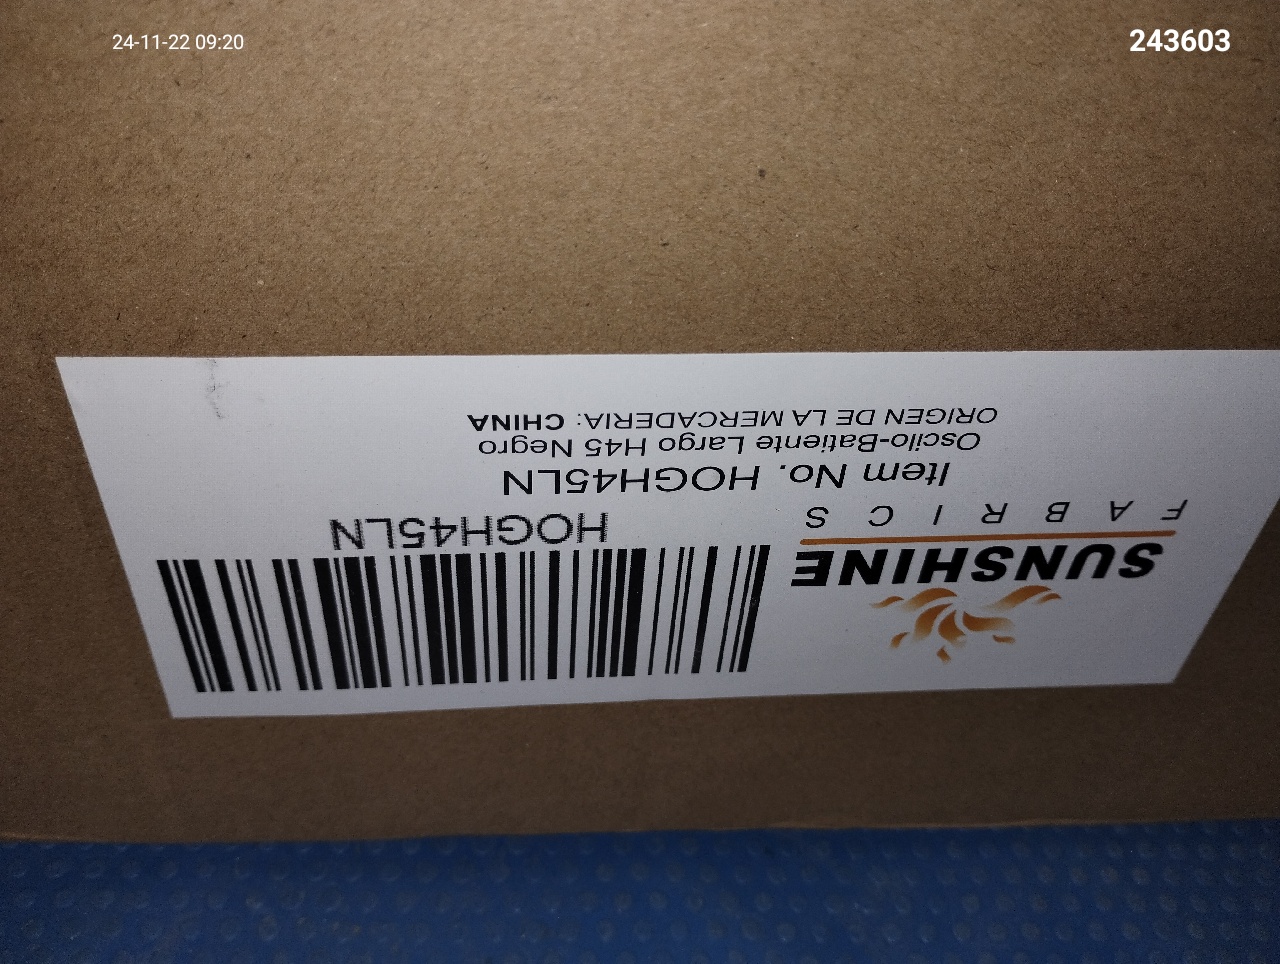 24-11-22 09:20
243603
SUNSHINE
FABRICS
HOGH45LN
Item No. HOGH45LN
Oscilo-Batiente Largo H45 Negro
ORIGEN DE LA MERCADERIA: CHINA